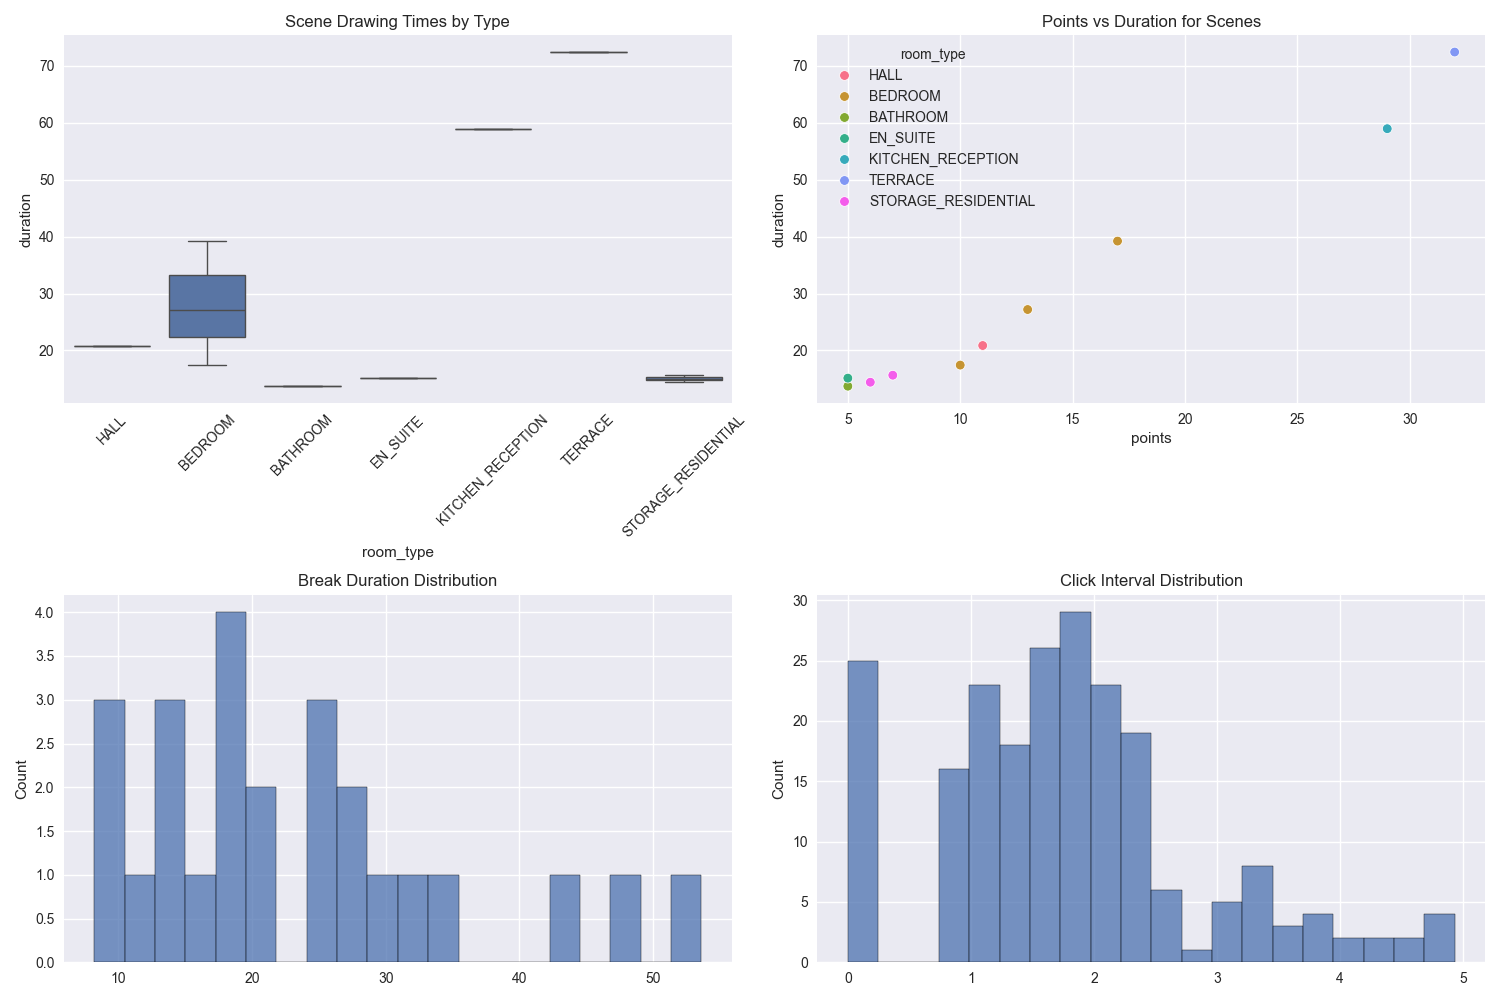 Scene Drawing Times by Type
duration
70
60
50
40
30
20
HALL
BEDROOM
BATHROOM
EN_SUITE
KITCHEN_RECEPTION
TERRACE
STORAGE_RESIDENTIAL
room_type
Points vs Duration for Scenes
duration
70
60
50
40
30
20
room_type
HALL
BEDROOM
BATHROOM
EN_SUITE
KITCHEN_RECEPTION
TERRACE
STORAGE_RESIDENTIAL
5 10 15 20 25 30
points
Break Duration Distribution
Count
4.0
3.5
3.0
2.5
2.0
1.5
1.0
0.5
0.0
10 20 30 40 50
Click Interval Distribution
Count
30
25
20
15
10
5
0
0 1 2 3 4 5